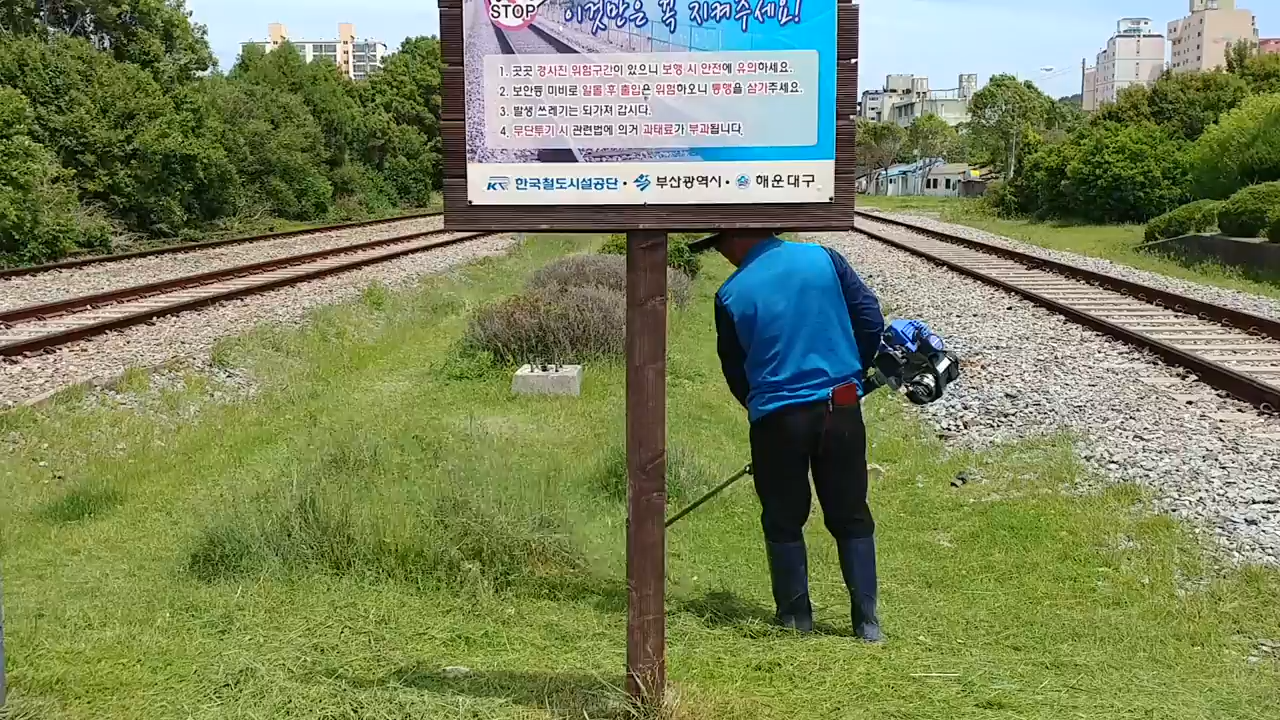 STOP
이것만은 꼭 지켜주세요!
1. 곳곳 경사진 위험구간이 있으니 보행 시 안전에 유의하세요.
2. 보안등 미비로 일몰 후 출입은 위험하오니 통행을 삼가주세요.
3. 발생 쓰레기는 되가져 갑시다.
4. 무단투기 시 관련법에 의거 과태료가 부과됩니다.
KR 한국철도시설공단 · 부산광역시 · 해운대구